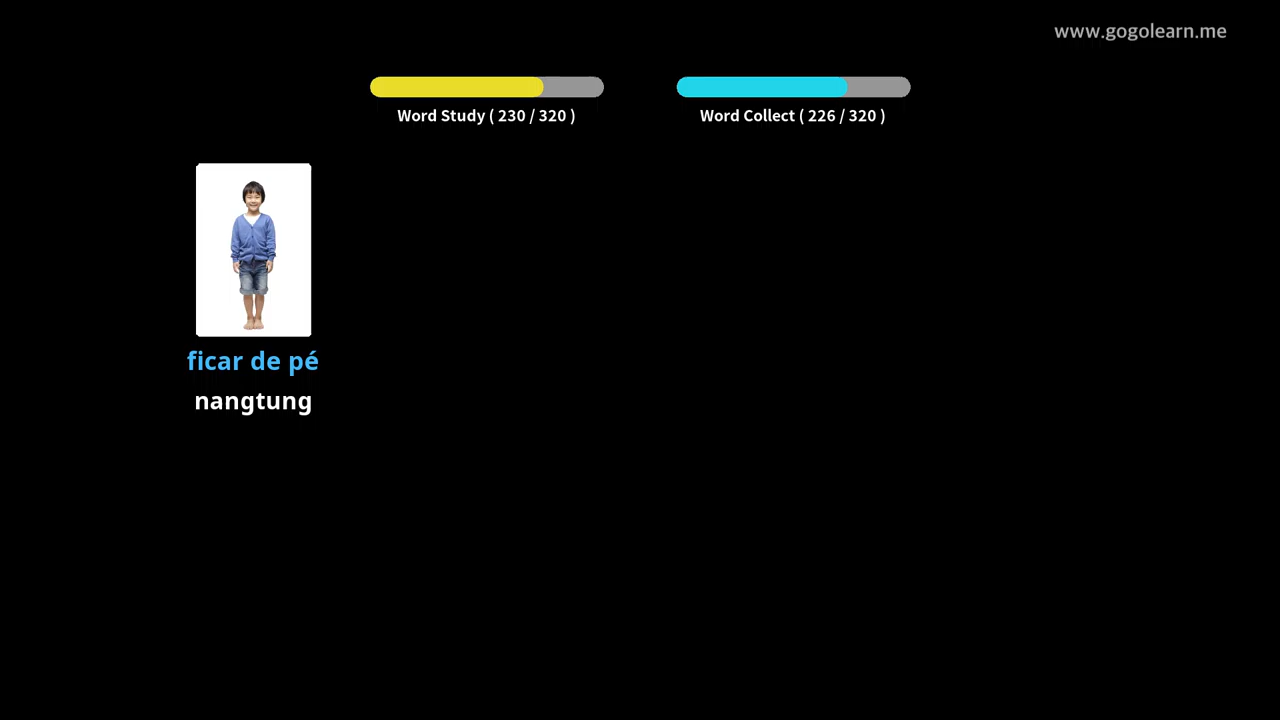 www.gogolearn.me
Word Study ( 230 / 320 )
Word Collect ( 226 / 320 )
ficar de pé
nangtung